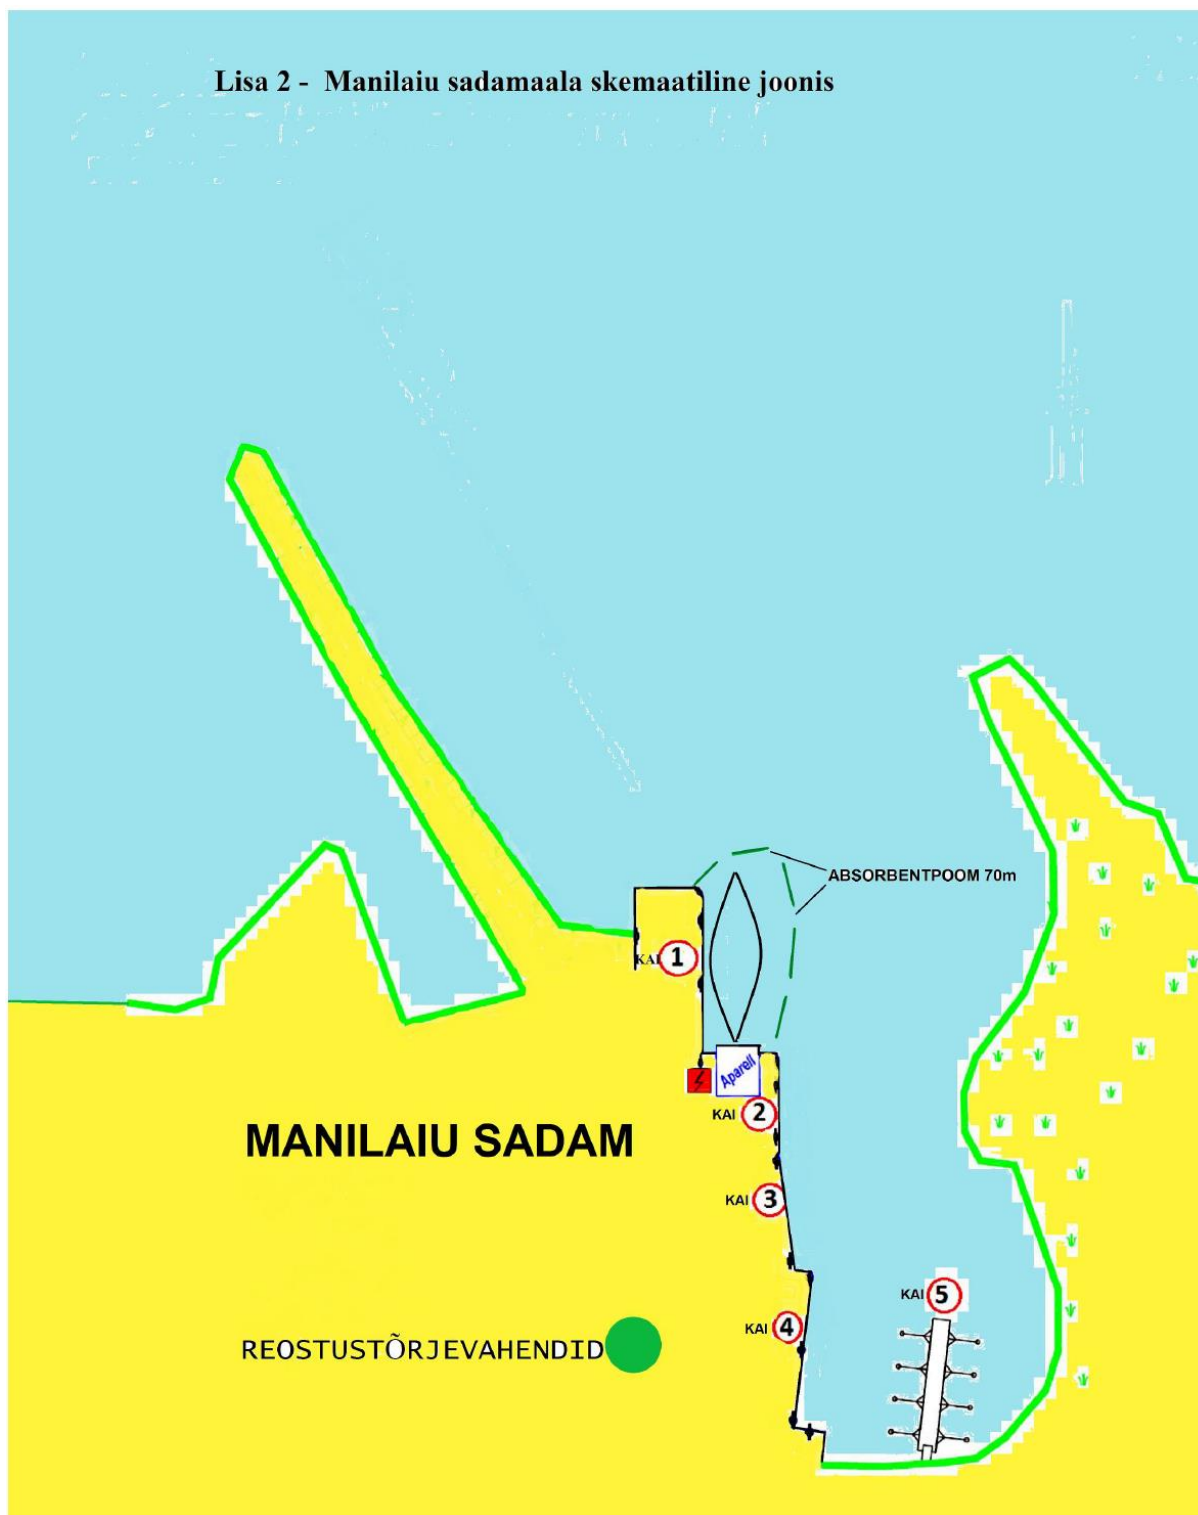 Lisa 2 - Manilaiu sadamaala skemaatiline joonis
ABSORBENTPOOM 70m
KAI 1
Aparell
KAI 2
MANILAIU SADAM
KAI 3
KAI 5
KAI 4
REOSTUSTÕRJEVAHENDID